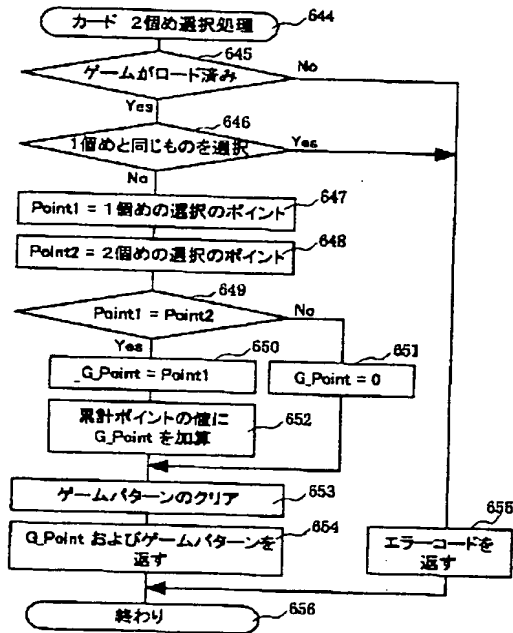 カード 2個め選択処理
644
645
ゲームがロード済み
No
Yes
646
1個めと同じものを選択
Yes
No
647
Point1 = 1個めの選択のポイント
648
Point2 = 2個めの選択のポイント
649
Point1 = Point2
No
Yes
650
651
_G_Point = Point1
G_Point = 0
累計ポイントの値に
G_Point を加算
652
ゲームパターンのクリア
653
654
655
G_Point およびゲームパターンを
返す
エラーコードを
返す
終わり
656